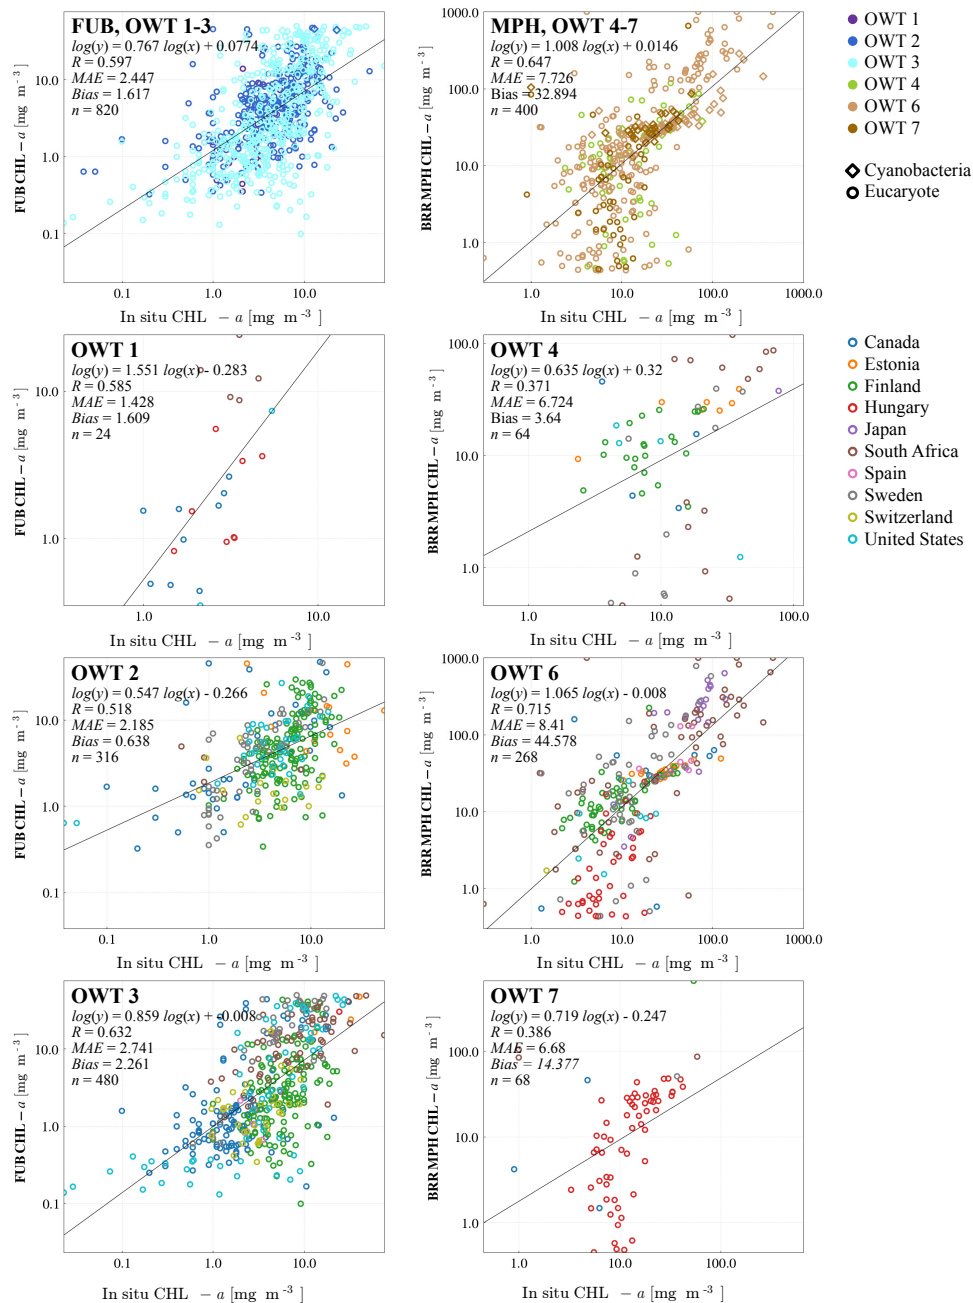 FUB, OWT 1-3
log(y) = 0.767 log(x) + 0.0774
R = 0.597
MAE = 2.447
Bias = 1.617
n = 820
10.0
1.0
0.1
0.1
1.0
10.0
FUB CHL – a [mg m-3]
In situ CHL – a [mg m-3]
MPH, OWT 4-7
log(y) = 1.008 log(x) + 0.0146
R = 0.647
MAE = 7.726
Bias = 32.894
n = 400
1000.0
100.0
10.0
1.0
1.0
10.0
100.0
1000.0
BRR MPH CHL – a [mg m-3]
In situ CHL – a [mg m-3]
OWT 1
OWT 2
OWT 3
OWT 4
OWT 6
OWT 7
Cyanobacteria
Eucaryote
OWT 1
log(y) = 1.551 log(x) - 0.283
R = 0.585
MAE = 1.428
Bias = 1.609
n = 24
10.0
1.0
1.0
10.0
FUB CHL – a [mg m-3]
In situ CHL – a [mg m-3]
OWT 4
log(y) = 0.635 log(x) + 0.32
R = 0.371
MAE = 6.724
Bias = 3.64
n = 64
100.0
10.0
1.0
1.0
10.0
100.0
BRR MPH CHL – a [mg m-3]
In situ CHL – a [mg m-3]
Canada
Estonia
Finland
Hungary
Japan
South Africa
Spain
Sweden
Switzerland
United States
OWT 2
log(y) = 0.547 log(x) - 0.266
R = 0.518
MAE = 2.185
Bias = 0.638
n = 316
10.0
1.0
0.1
0.1
1.0
10.0
FUB CHL – a [mg m-3]
In situ CHL – a [mg m-3]
OWT 6
log(y) = 1.065 log(x) - 0.008
R = 0.715
MAE = 8.41
Bias = 44.578
n = 268
1000.0
100.0
10.0
1.0
1.0
10.0
100.0
1000.0
BRR MPH CHL – a [mg m-3]
In situ CHL – a [mg m-3]
OWT 3
log(y) = 0.859 log(x) + -0.008
R = 0.632
MAE = 2.741
Bias = 2.261
n = 480
10.0
1.0
0.1
0.1
1.0
10.0
FUB CHL – a [mg m-3]
In situ CHL – a [mg m-3]
OWT 7
log(y) = 0.719 log(x) - 0.247
R = 0.386
MAE = 6.68
Bias = 14.377
n = 68
100.0
10.0
1.0
1.0
10.0
100.0
BRR MPH CHL – a [mg m-3]
In situ CHL – a [mg m-3]